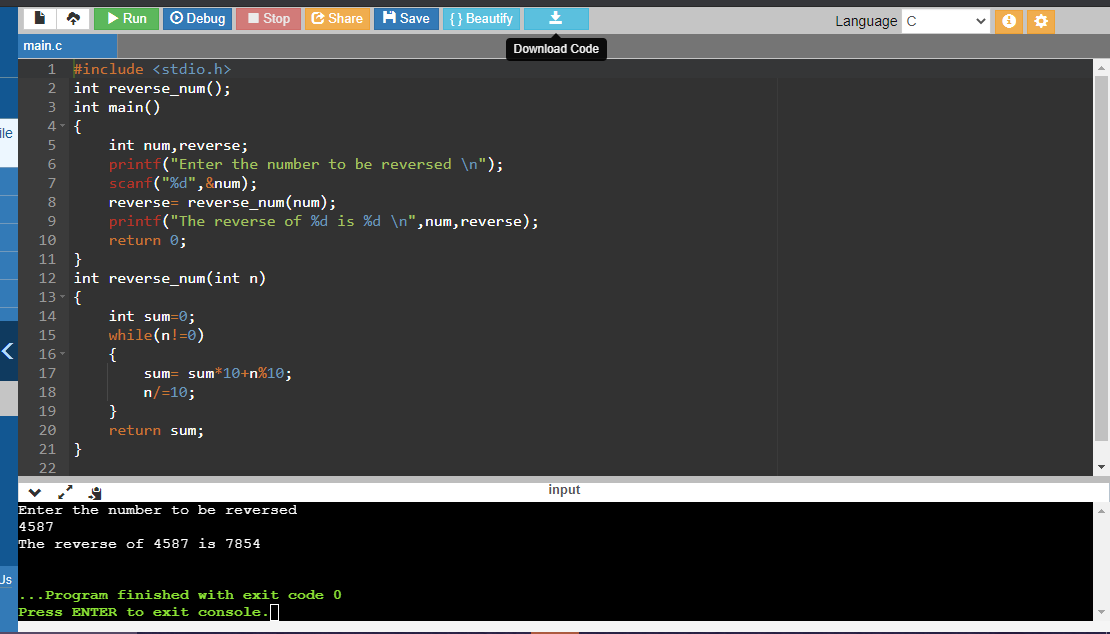 Run Debug Stop Share Save { } Beautify Language C
main.c
Download Code
1 #include <stdio.h>
2 int reverse_num();
3 int main()
ile
4 {
5     int num,reverse;
6     printf("Enter the number to be reversed \n");
7     scanf("%d",&num);
8     reverse= reverse_num(num);
9     printf("The reverse of %d is %d \n",num,reverse);
10     return 0;
11 }
12 int reverse_num(int n)
13 {
14     int sum=0;
15     while(n!=0)
16     {
17         sum= sum*10+n%10;
18         n/=10;
19     }
20     return sum;
21 }
22
input
Enter the number to be reversed
4587
The reverse of 4587 is 7854
Us
...Program finished with exit code 0
Press ENTER to exit console.